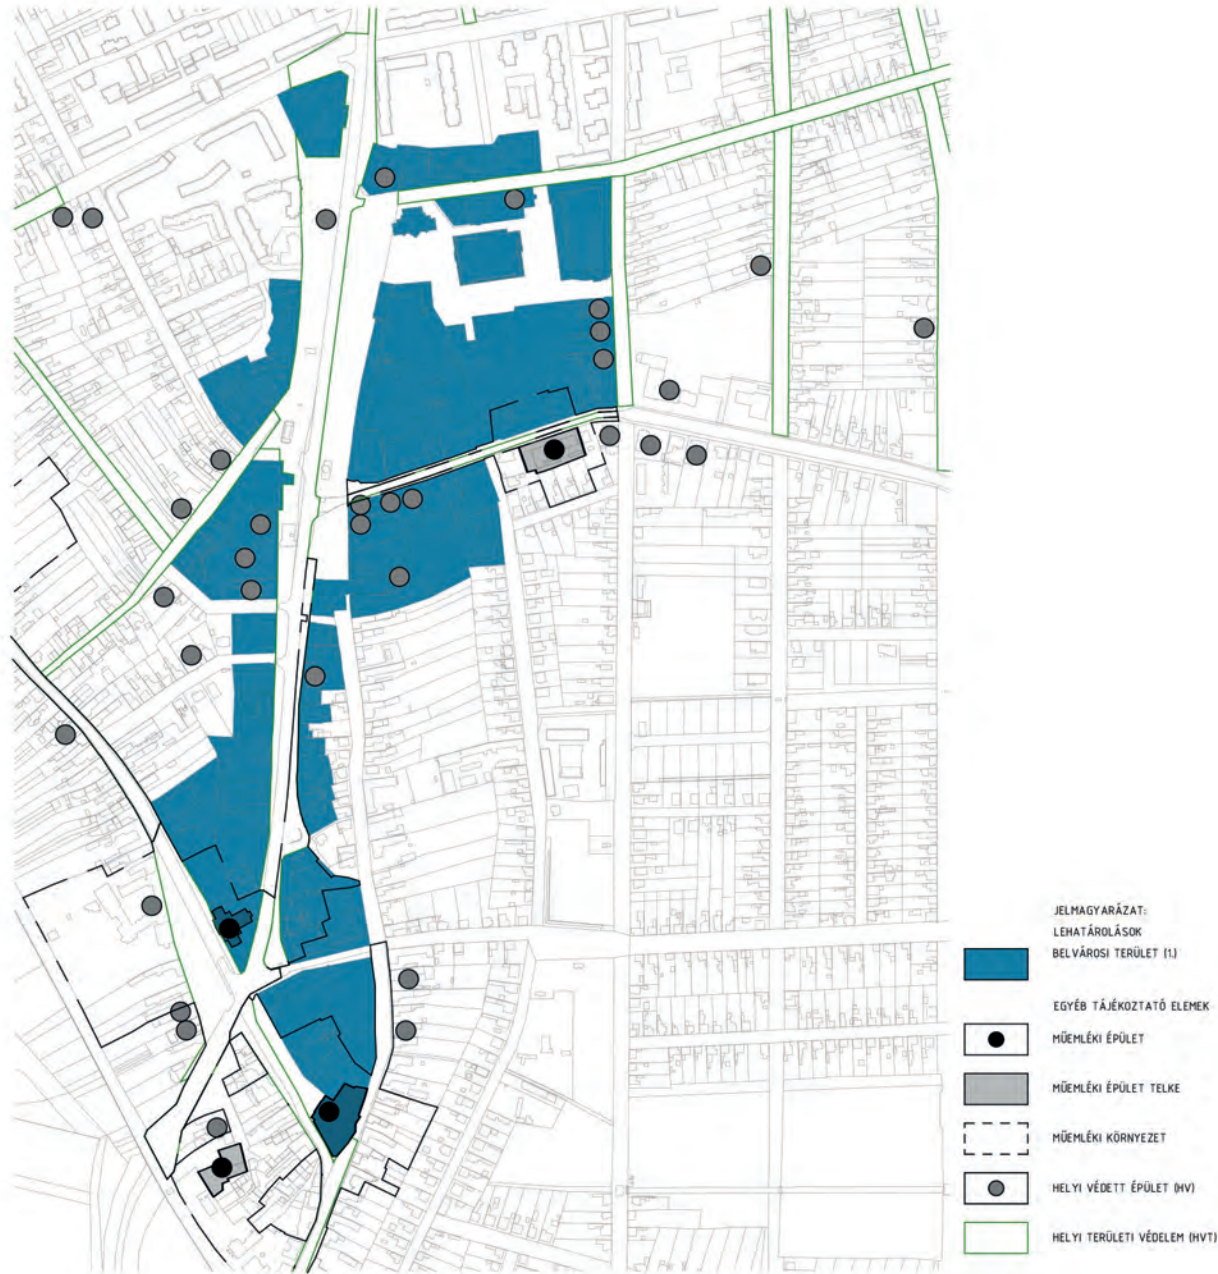 JELMAGYARÁZAT:
LEHATÁROLÁSOK
BELVÁROSI TERÜLET (1.)
EGYÉB TÁJÉKOZTATÓ ELEMEK
MŰEMLÉKI ÉPÜLET
MŰEMLÉKI ÉPÜLET TELKE
MŰEMLÉKI KÖRNYEZET
HELYI VÉDETT ÉPÜLET (HV)
HELYI TERÜLETI VÉDELEM (HVT)